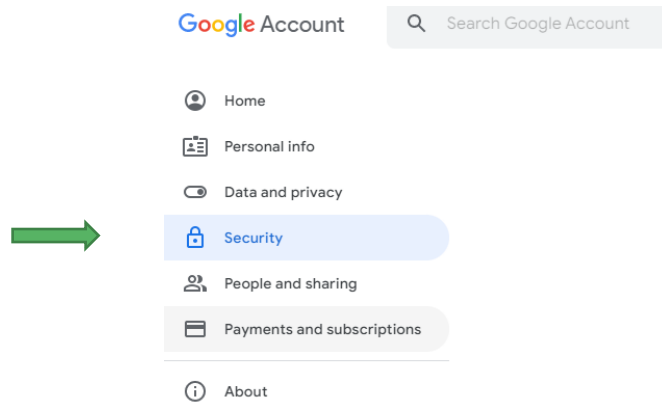 Google Account
Search Google Account
Home
Personal info
Data and privacy
Security
People and sharing
Payments and subscriptions
About